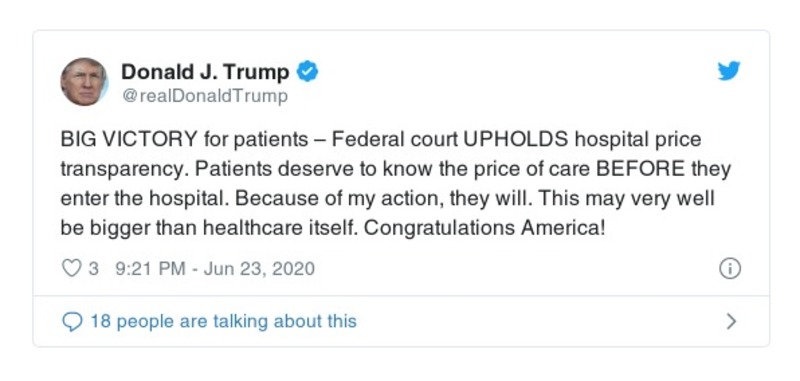 Donald J. Trump
@realDonaldTrump
BIG VICTORY for patients – Federal court UPHOLDS hospital price
transparency. Patients deserve to know the price of care BEFORE they
enter the hospital. Because of my action, they will. This may very well
be bigger than healthcare itself. Congratulations America!
3 9:21 PM - Jun 23, 2020
18 people are talking about this